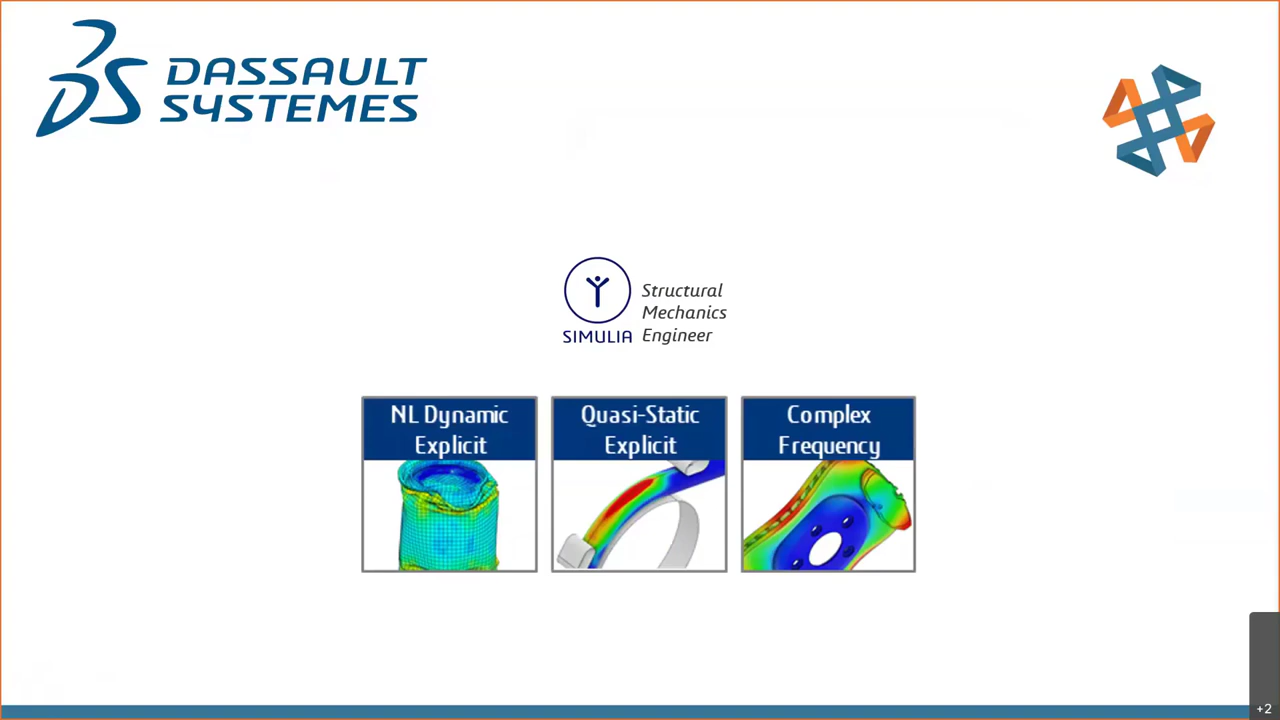 DASSAULT
SYSTEMES
Structural
Mechanics
SIMULIA Engineer
NL Dynamic
Explicit
Quasi-Static
Explicit
Complex
Frequency
+2